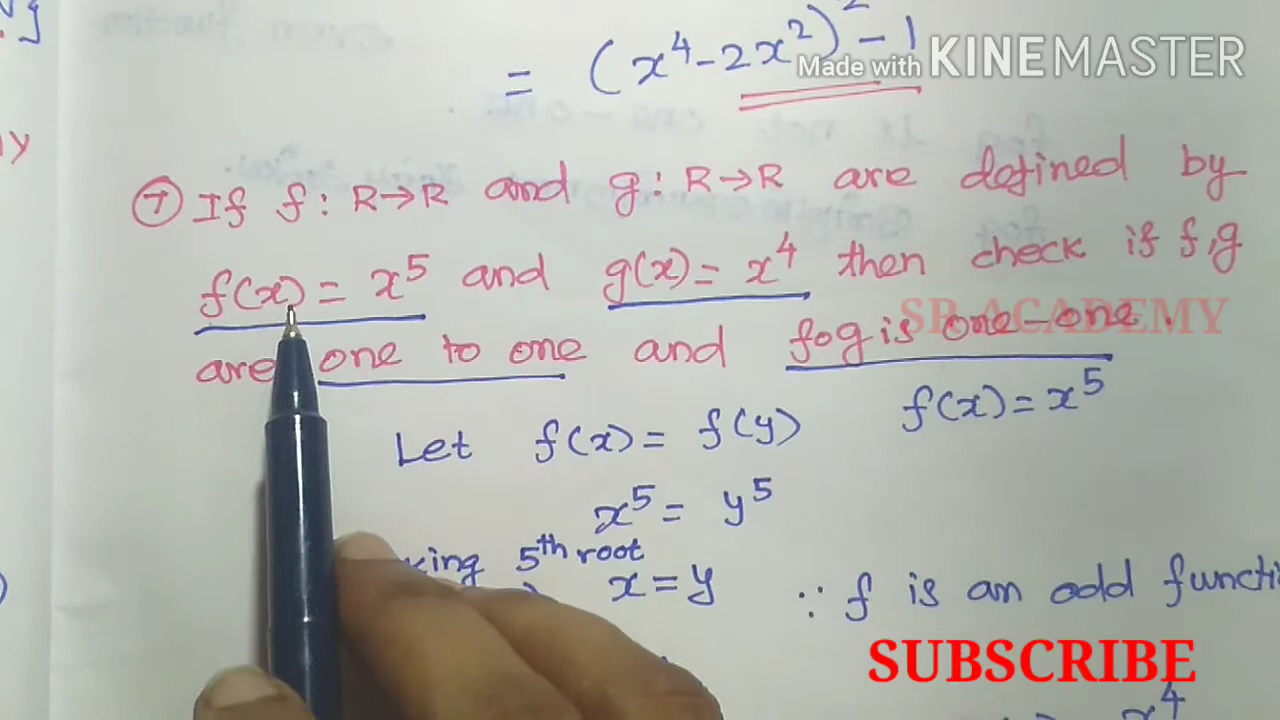 = (x⁴-2x²)² - 1
Made with KINEMASTER
⑦ If f: R→R and g: R→R are defined by
f(x) = x⁵ and g(x) = x⁴ then check if f,g
SB ACADEMY
are one to one and fog is one-one.
f(x) = x⁵
Let f(x) = f(y)
x⁵ = y⁵
king 5th root
x = y ∵ f is an odd functi
SUBSCRIBE
x⁴